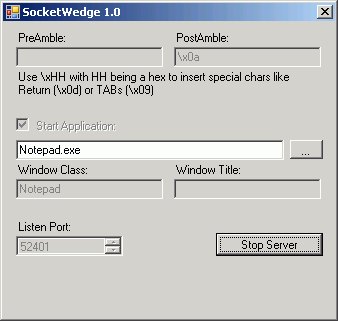 SocketWedge 1.0
PreAmble: PostAmble:
\x0a
Use \xHH with HH being a hex to insert special chars like
Return (\x0d) or TABs (\x09)
Start Application:
Notepad.exe ...
Window Class: Window Title:
Notepad
Listen Port:
52401 Stop Server